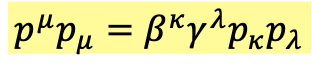 p^μ p_μ = β^κ γ^λ p_κ p_λ